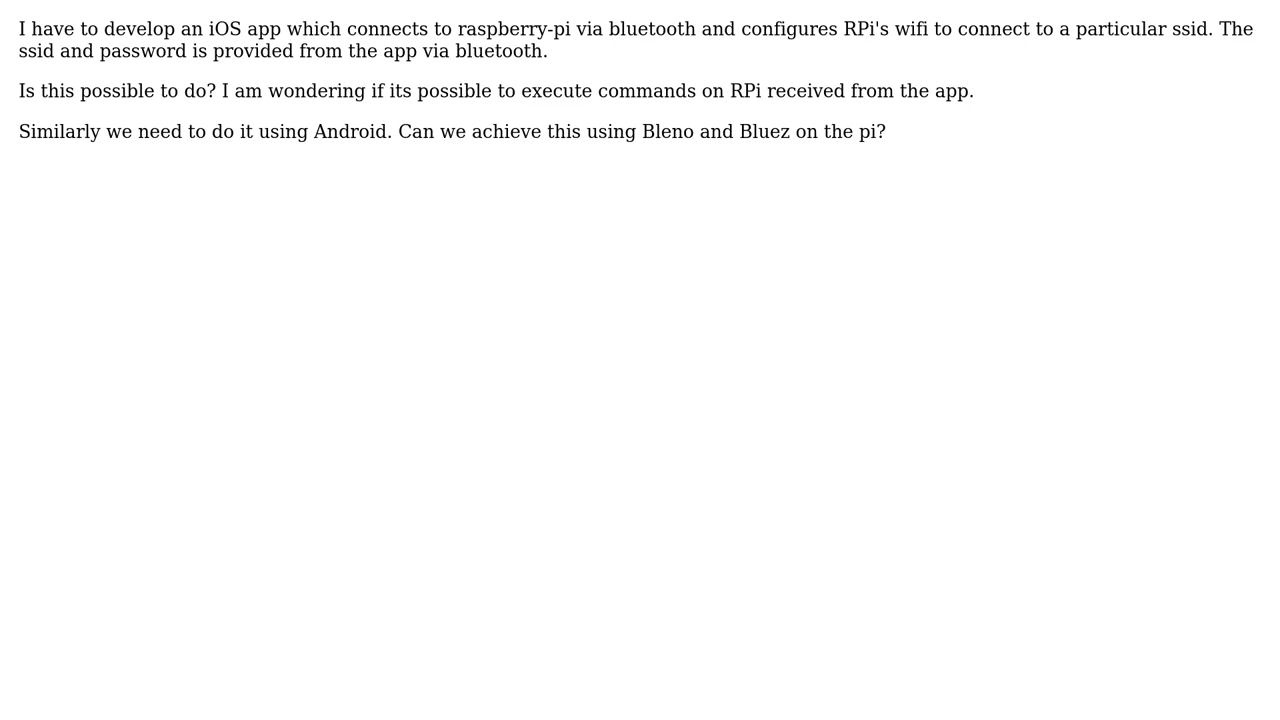 I have to develop an iOS app which connects to raspberry-pi via bluetooth and configures RPi's wifi to connect to a particular ssid. The
ssid and password is provided from the app via bluetooth.
Is this possible to do? I am wondering if its possible to execute commands on RPi received from the app.
Similarly we need to do it using Android. Can we achieve this using Bleno and Bluez on the pi?